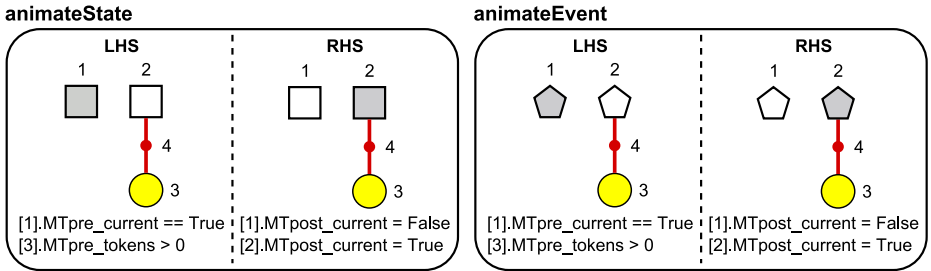 animateState
LHS
RHS
1
2
4
3
[1].MTpre_current == True
[3].MTpre_tokens > 0
1
2
4
3
[1].MTpost_current = False
[2].MTpost_current = True
animateEvent
LHS
RHS
1
2
4
3
[1].MTpre_current == True
[3].MTpre_tokens > 0
1
2
4
3
[1].MTpost_current = False
[2].MTpost_current = True